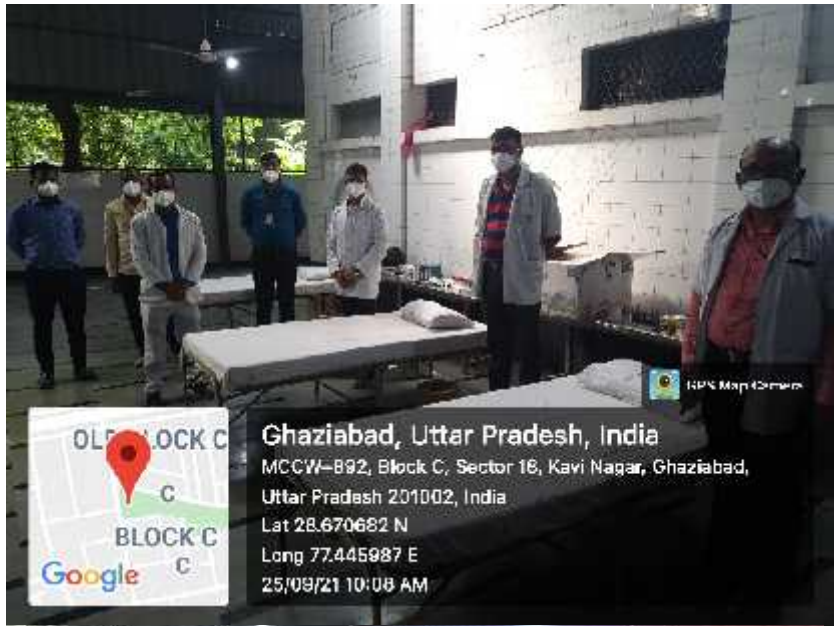 GPS Map Camera
OLD BLOCK C
C
BLOCK C
C
Google
Ghaziabad, Uttar Pradesh, India
MCCW-892, Block C, Sector 16, Kavi Nagar, Ghaziabad,
Uttar Pradesh 201002, India
Lat 28.670682 N
Long 77.445987 E
25/09/21 10:08 AM